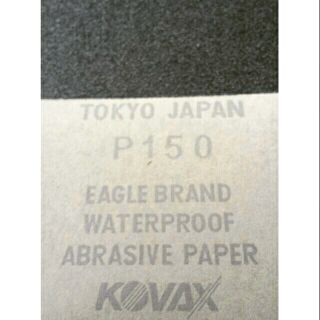 TOKYO JAPAN
P150
EAGLE BRAND
WATERPROOF
ABRASIVE PAPER
KOVAX